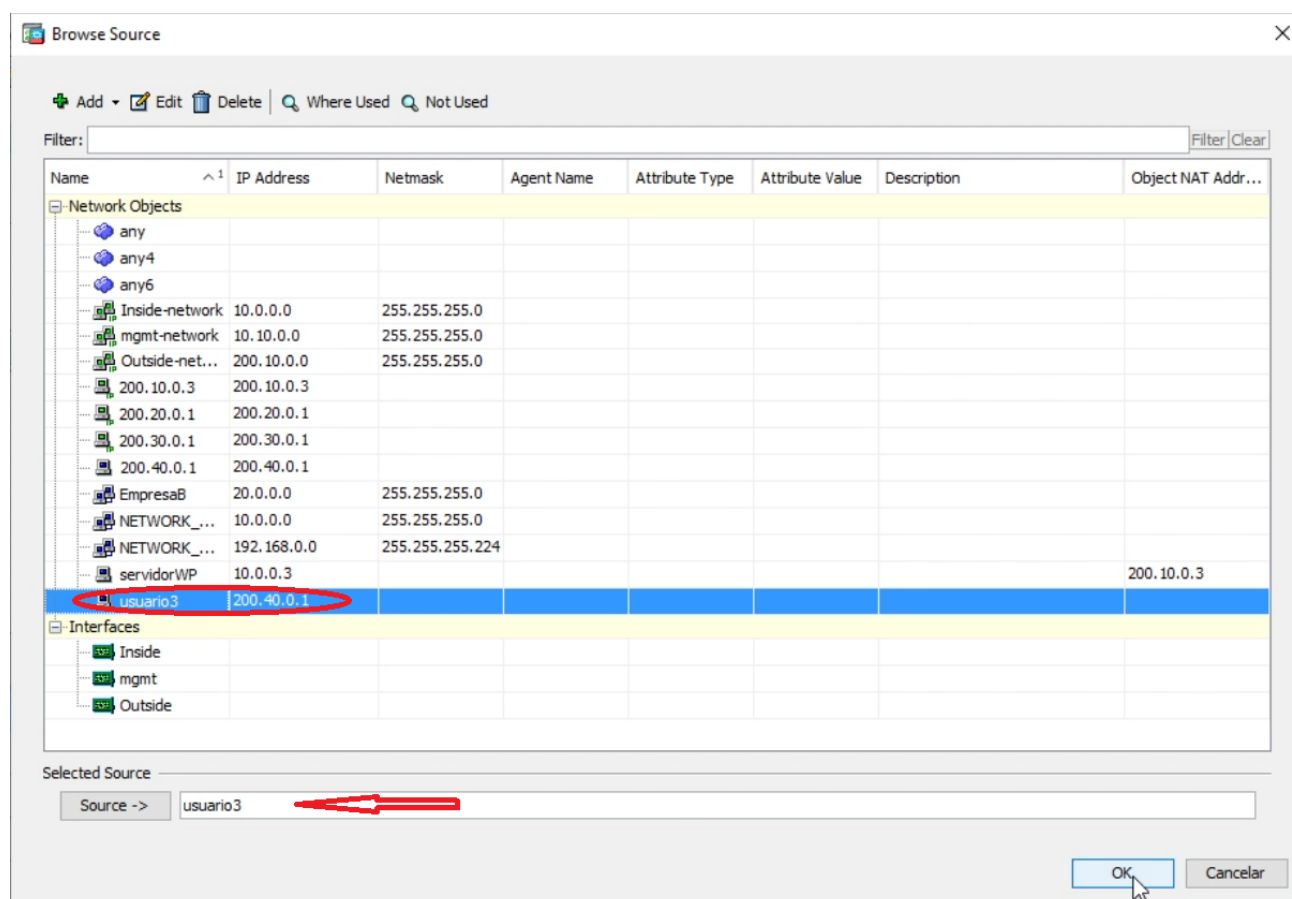 Browse Source
Add Edit Delete Where Used Not Used
Filter: Filter Clear
Name 1 IP Address Netmask Agent Name Attribute Type Attribute Value Description Object NAT Addr...
Network Objects
any
any4
any6
Inside-network 10.0.0.0 255.255.255.0
mgmt-network 10.10.0.0 255.255.255.0
Outside-net... 200.10.0.0 255.255.255.0
200.10.0.3 200.10.0.3
200.20.0.1 200.20.0.1
200.30.0.1 200.30.0.1
200.40.0.1 200.40.0.1
EmpresaB 20.0.0.0 255.255.255.0
NETWORK_... 10.0.0.0 255.255.255.0
NETWORK_... 192.168.0.0 255.255.255.224
servidorWP 10.0.0.3 200.10.0.3
usuario3 200.40.0.1
Interfaces
Inside
mgmt
Outside
Selected Source
Source -> usuario3
OK Cancelar